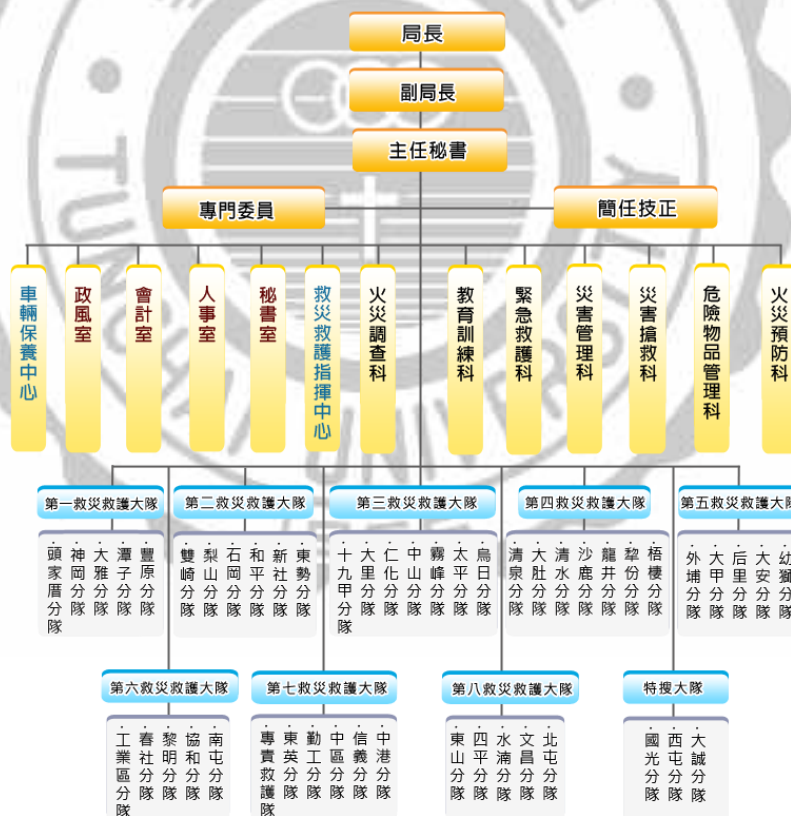 局長
副局長
主任秘書
專門委員
簡任技正
車輛保養中心
政風室
會計室
人事室
秘書室
救災救護指揮中心
火災調查科
教育訓練科
緊急救護科
災害管理科
災害搶救科
危險物品管理科
火災預防科
第一救災救護大隊
·豐原分隊
·潭子分隊
·大雅分隊
·神岡分隊
·頭家厝分隊
第二救災救護大隊
·東勢分隊
·新社分隊
·和平分隊
·石岡分隊
·梨山分隊
·雙崎分隊
第三救災救護大隊
·烏日分隊
·太平分隊
·霧峰分隊
·中山分隊
·仁化分隊
·大里分隊
·十九甲分隊
第四救災救護大隊
·梧棲分隊
·犂份分隊
·龍井分隊
·沙鹿分隊
·清水分隊
·大肚分隊
·清泉分隊
第五救災救護大隊
·幼獅分隊
·大安分隊
·后里分隊
·大甲分隊
·外埔分隊
第六救災救護大隊
·南屯分隊
·協和分隊
·黎明分隊
·春社分隊
·工業區分隊
第七救災救護大隊
·中港分隊
·信義分隊
·中區分隊
·勤工分隊
·東英分隊
·專責救護隊
第八救災救護大隊
·北屯分隊
·文昌分隊
·水湳分隊
·四平分隊
·東山分隊
特搜大隊
·大誠分隊
·西屯分隊
·國光分隊